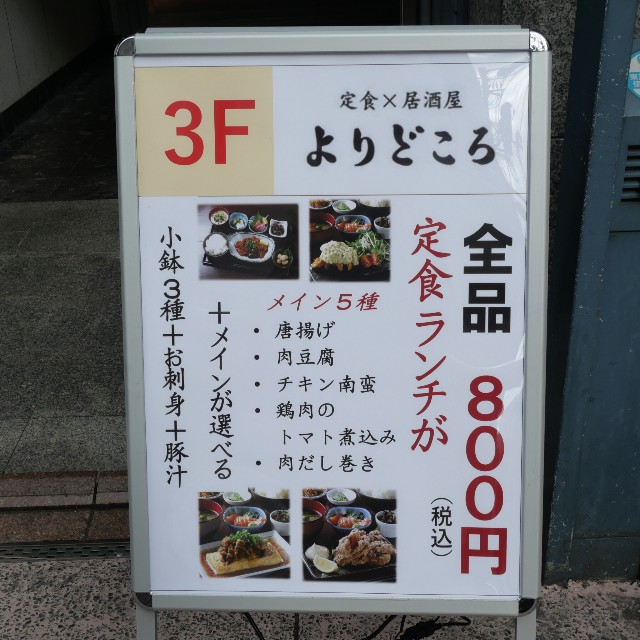 3F
定食×居酒屋
よりどころ
全品 800円
(税込)
定食ランチが
メイン5種
・唐揚げ
・肉豆腐
・チキン南蛮
・鶏肉の
トマト煮込み
・肉だし巻き
+メインが選べる
小鉢3種+お刺身+豚汁